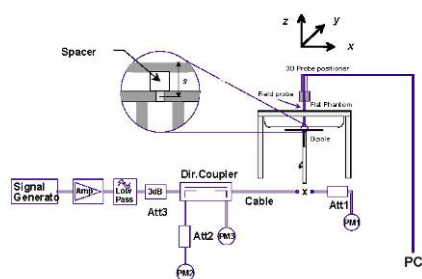 z
y
x
Spacer
s
3D Probe positioner
Field probe
Flat Phantom
Dipole
Dir.Coupler
Signal
Generato
Amp
Low
Pass
3dB
Att3
Cable
x
Att1
PM1
Att2
PM3
PM2
PC